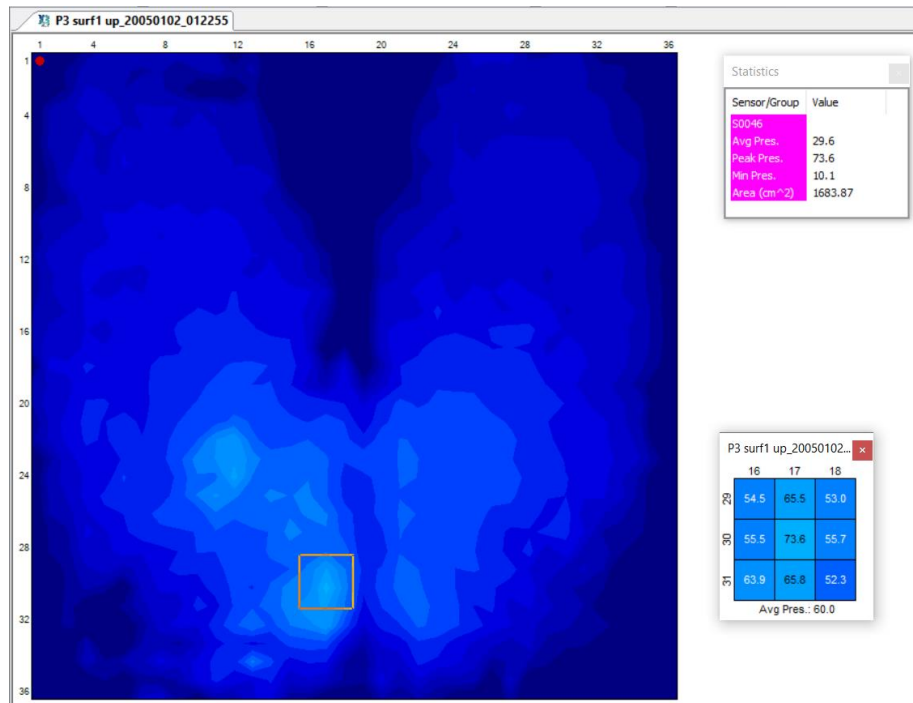 P3 surf1 up_20050102_012255
1 4 8 12 16 20 24 28 32 36
1
4
8
12
16
20
24
28
32
36
Statistics
Sensor/Group Value
S0046
Avg Pres. 29.6
Peak Pres. 73.6
Min Pres. 10.1
Area (cm^2) 1683.87
P3 surf1 up_20050102... ×
16 17 18
29 54.5 65.5 53.0
30 55.5 73.6 55.7
31 63.9 65.8 52.3
Avg Pres.: 60.0